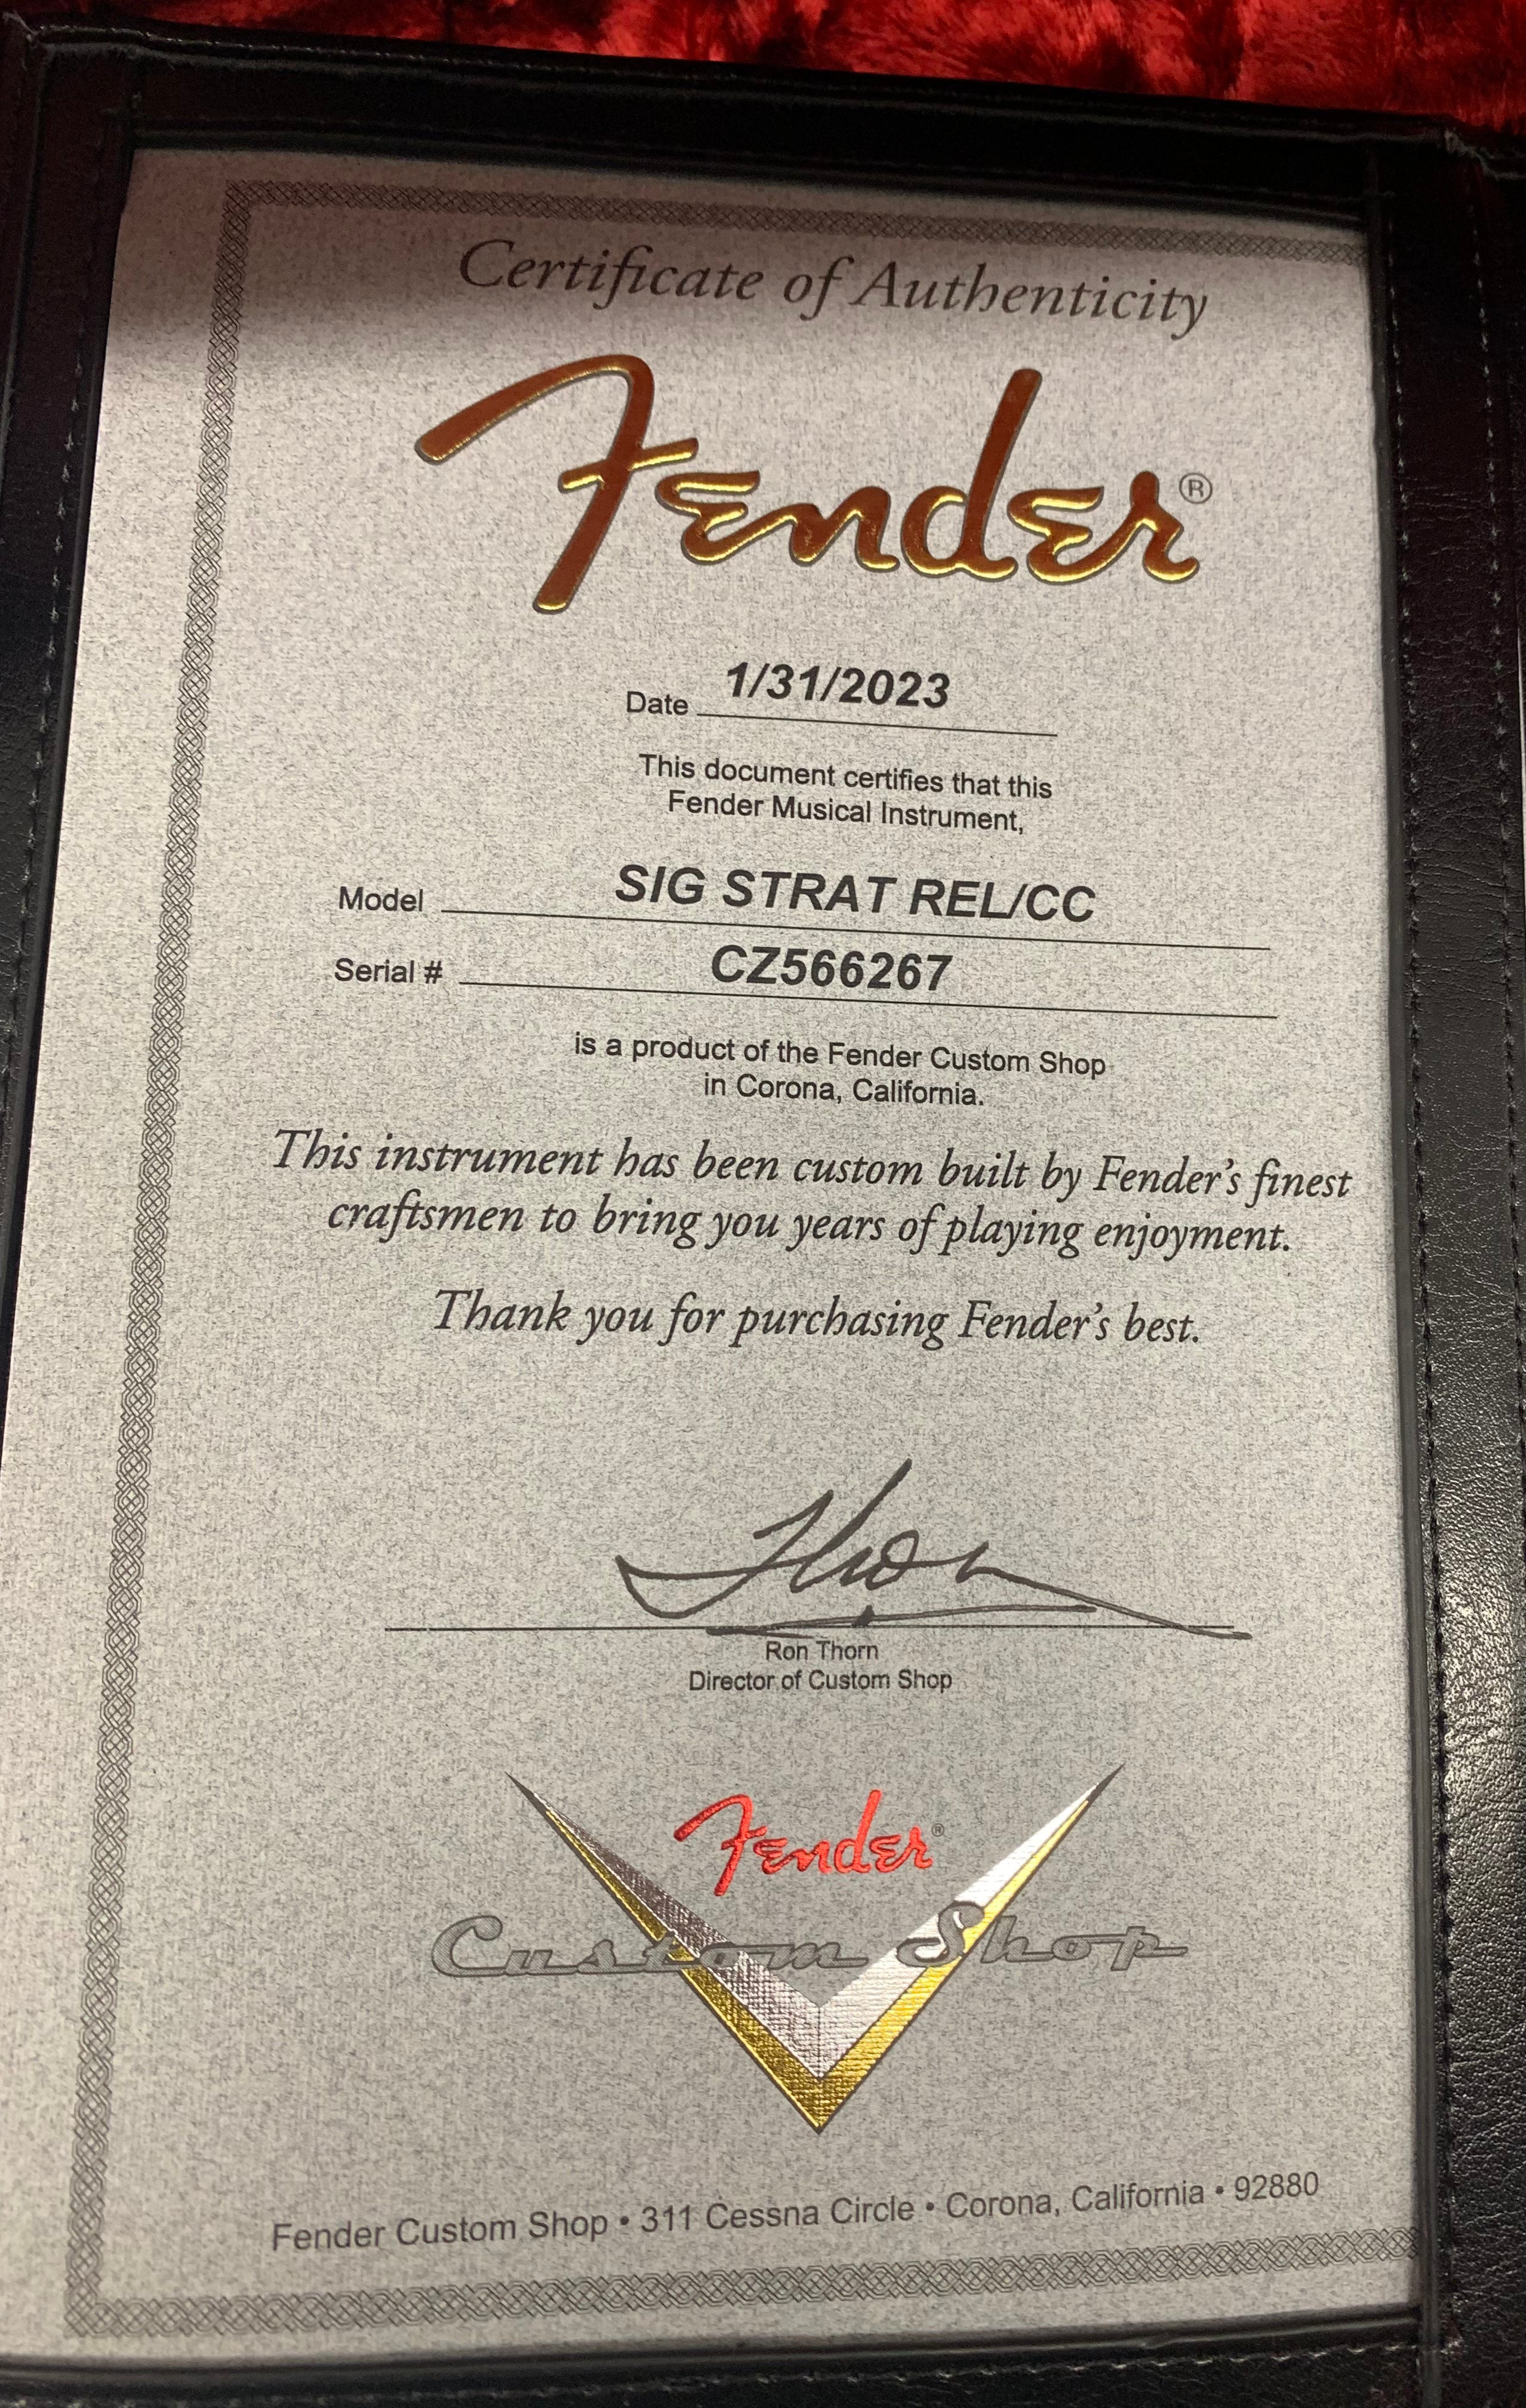 Certificate of Authenticity
Fender®
Date 1/31/2023
This document certifies that this
Fender Musical Instrument,
Model SIG STRAT REL/CC
Serial # CZ566267
is a product of the Fender Custom Shop
in Corona, California.
This instrument has been custom built by Fender's finest
craftsmen to bring you years of playing enjoyment.
Thank you for purchasing Fender's best.
Thorn
Ron Thorn
Director of Custom Shop
Fender®
Custom Shop
Fender Custom Shop • 311 Cessna Circle • Corona, California • 92880